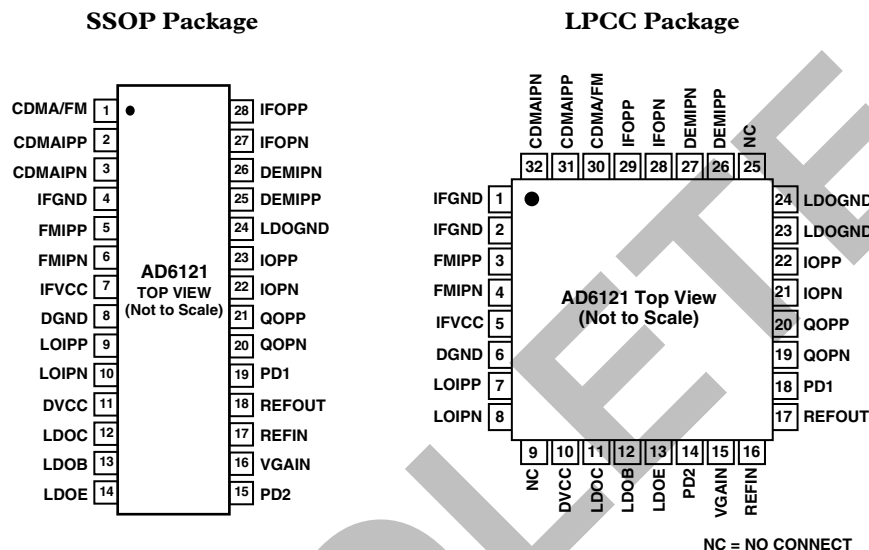 SSOP Package
CDMA/FM 1
CDMAIPP 2
CDMAIPN 3
IFGND 4
FMIPP 5
FMIPN 6
IFVCC 7
DGND 8
LOIPP 9
LOIPN 10
DVCC 11
LDOC 12
LDOB 13
LDOE 14
AD6121
TOP VIEW
(Not to Scale)
28 IFOPP
27 IFOPN
26 DEMIPN
25 DEMIPP
24 LDOGND
23 IOPP
22 IOPN
21 QOPP
20 QOPN
19 PD1
18 REFOUT
17 REFIN
16 VGAIN
15 PD2
LPCC Package
CDMAIPN
CDMAIPP
CDMA/FM
IFOPP
IFOPN
DEMIPN
DEMIPP
NC
32 31 30 29 28 27 26 25
IFGND 1
IFGND 2
FMIPP 3
FMIPN 4
IFVCC 5
DGND 6
LOIPP 7
LOIPN 8
AD6121 Top View
(Not to Scale)
24 LDOGND
23 LDOGND
22 IOPP
21 IOPN
20 QOPP
19 QOPN
18 PD1
17 REFOUT
9 10 11 12 13 14 15 16
NC
DVCC
LDOC
LDOB
LDOE
PD2
VGAIN
REFIN
NC = NO CONNECT
OLETE